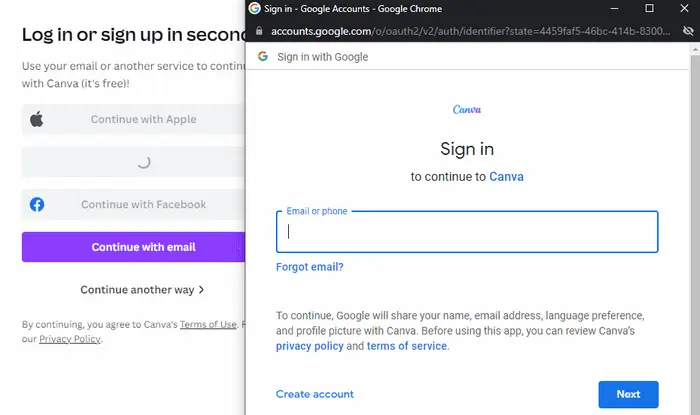 Log in or sign up in secon
Use your email or another service to contin
with Canva (it's free)!
Continue with Apple
Continue with Facebook
Continue with email
Continue another way >
By continuing, you agree to Canva's Terms of Use.
our Privacy Policy.
Sign in - Google Accounts - Google Chrome
accounts.google.com/o/oauth2/v2/auth/identifier?state=4459faf5-46bc-414b-8300...
Sign in with Google
Canva
Sign in
to continue to Canva
Email or phone
Forgot email?
To continue, Google will share your name, email address, language preference,
and profile picture with Canva. Before using this app, you can review Canva's
privacy policy and terms of service.
Create account
Next